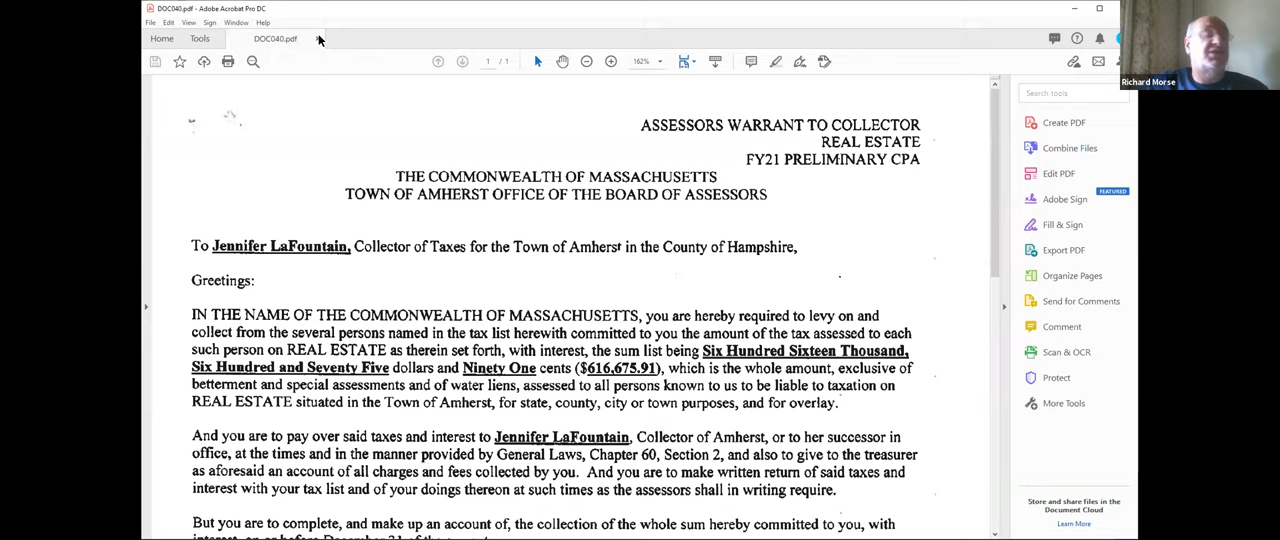 DOC040.pdf - Adobe Acrobat Pro DC
File Edit View Sign Window Help
Home Tools DOC040.pdf
1 / 1 162%
Richard Morse
ASSESSORS WARRANT TO COLLECTOR
REAL ESTATE
FY21 PRELIMINARY CPA
THE COMMONWEALTH OF MASSACHUSETTS
TOWN OF AMHERST OFFICE OF THE BOARD OF ASSESSORS
To Jennifer LaFountain, Collector of Taxes for the Town of Amherst in the County of Hampshire,
Greetings:
IN THE NAME OF THE COMMONWEALTH OF MASSACHUSETTS, you are hereby required to levy on and
collect from the several persons named in the tax list herewith committed to you the amount of the tax assessed to each
such person on REAL ESTATE as therein set forth, with interest, the sum list being Six Hundred Sixteen Thousand,
Six Hundred and Seventy Five dollars and Ninety One cents ($616,675.91), which is the whole amount, exclusive of
betterment and special assessments and of water liens, assessed to all persons known to us to be liable to taxation on
REAL ESTATE situated in the Town of Amherst, for state, county, city or town purposes, and for overlay.
And you are to pay over said taxes and interest to Jennifer LaFountain, Collector of Amherst, or to her successor in
office, at the times and in the manner provided by General Laws, Chapter 60, Section 2, and also to give to the treasurer
as aforesaid an account of all charges and fees collected by you. And you are to make written return of said taxes and
interest with your tax list and of your doings thereon at such times as the assessors shall in writing require.
But you are to complete, and make up an account of, the collection of the whole sum hereby committed to you, with
Search tools
Create PDF
Combine Files
Edit PDF
FEATURED
Adobe Sign
Fill & Sign
Export PDF
Organize Pages
Send for Comments
Comment
Scan & OCR
Protect
More Tools
Store and share files in the
Document Cloud
Learn More